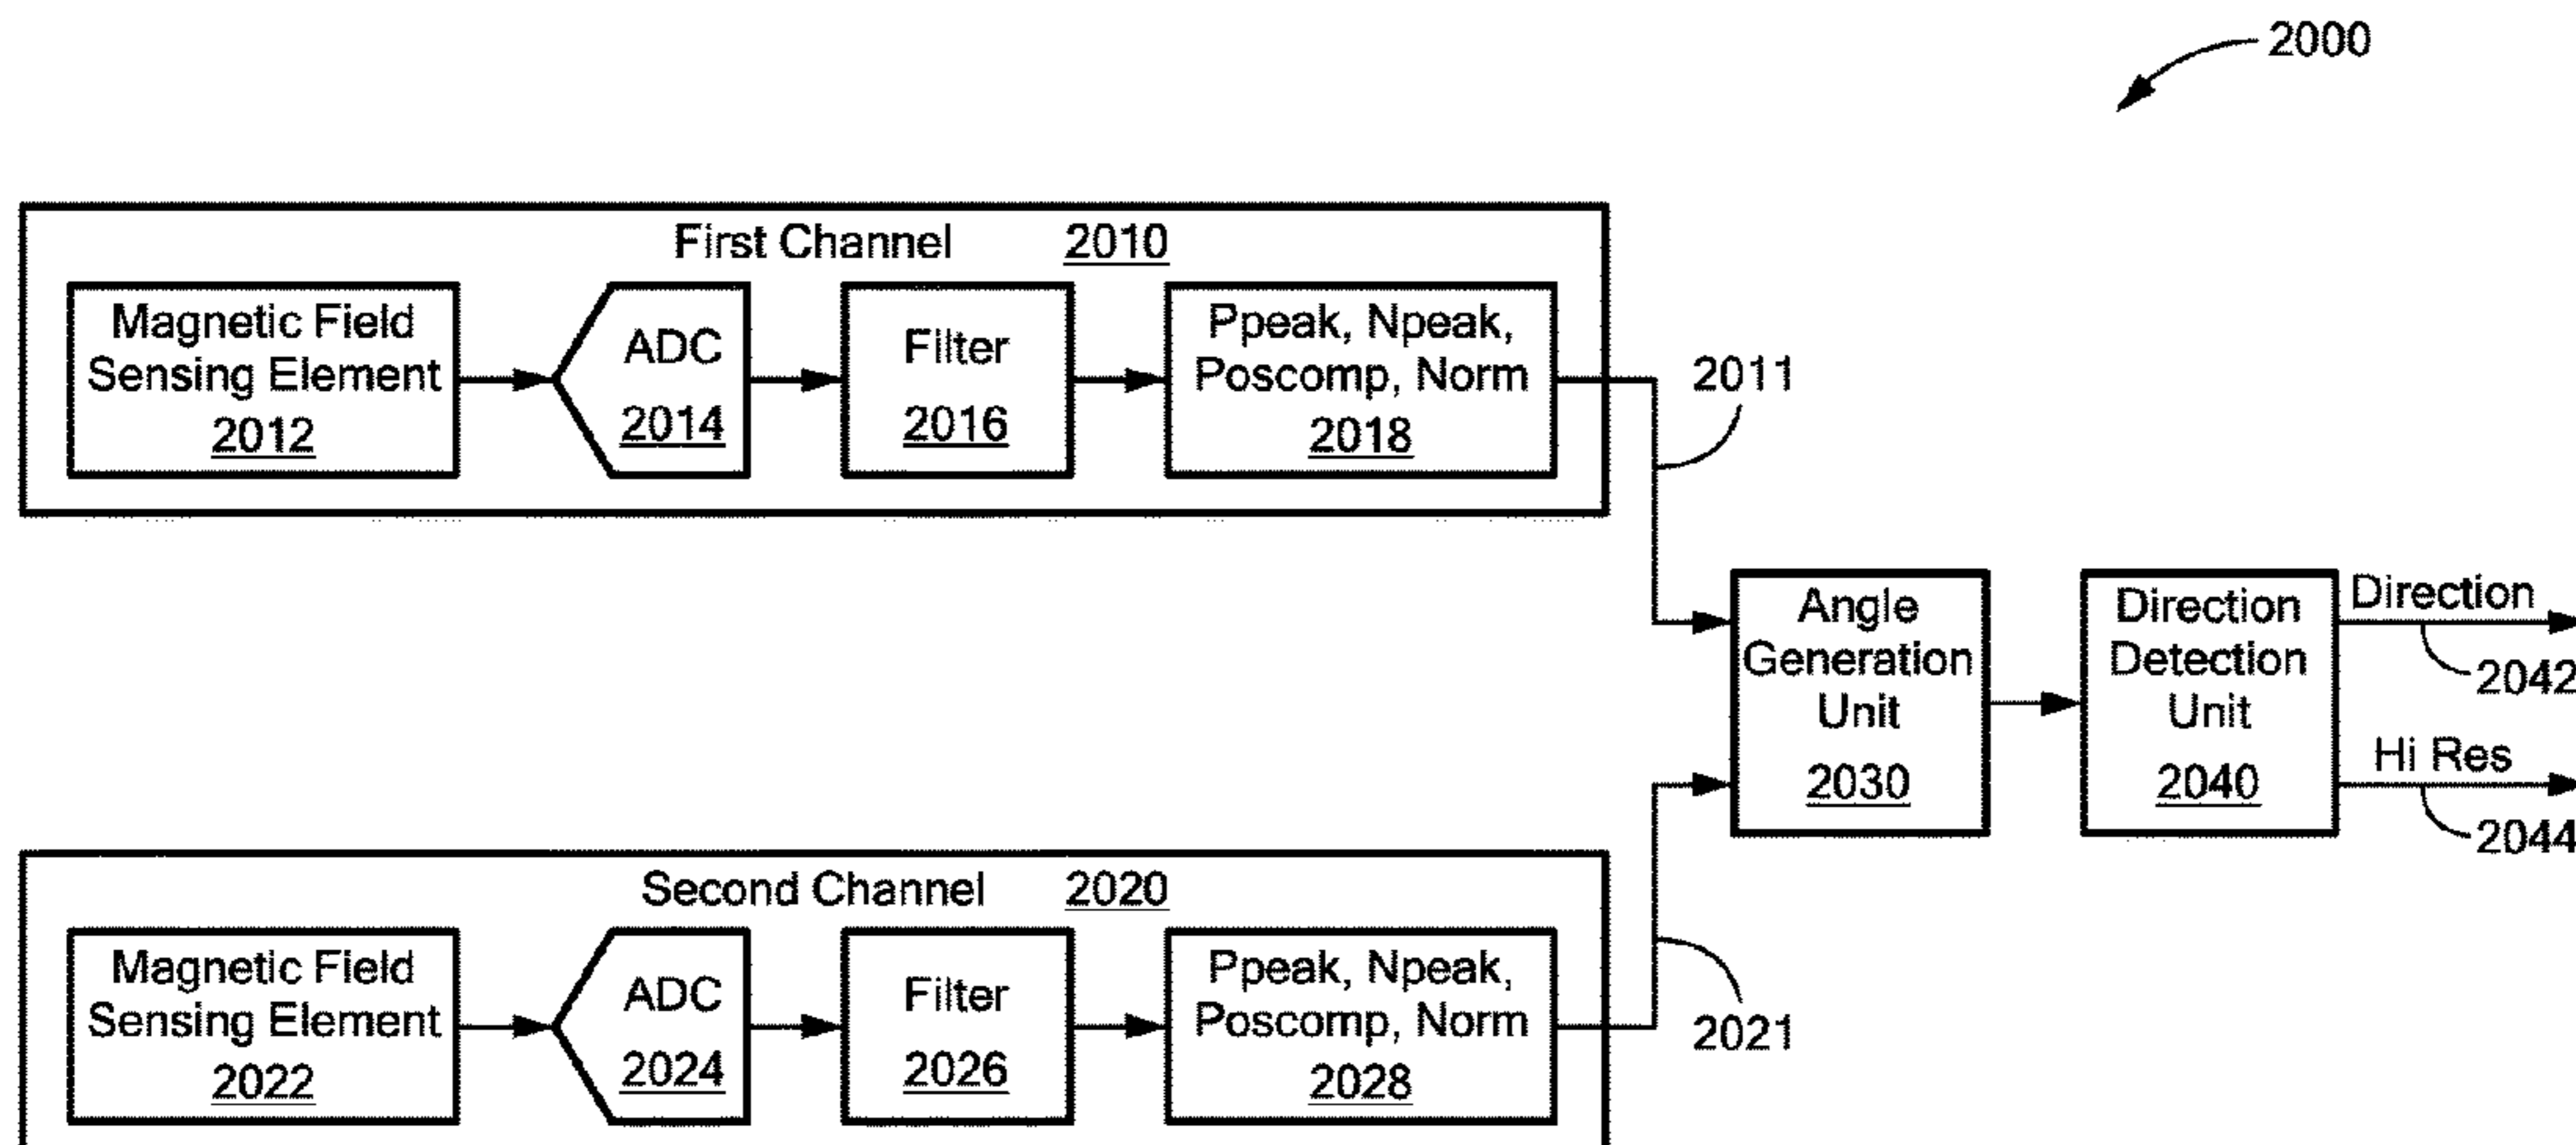 2000
First Channel 2010
Magnetic Field
Sensing Element
2012
ADC
2014
Filter
2016
Ppeak, Npeak,
Poscomp, Norm
2018
2011
Angle
Generation
Unit
2030
Direction
Detection
Unit
2040
Direction
2042
Hi Res
2044
Second Channel 2020
Magnetic Field
Sensing Element
2022
ADC
2024
Filter
2026
Ppeak, Npeak,
Poscomp, Norm
2028
2021